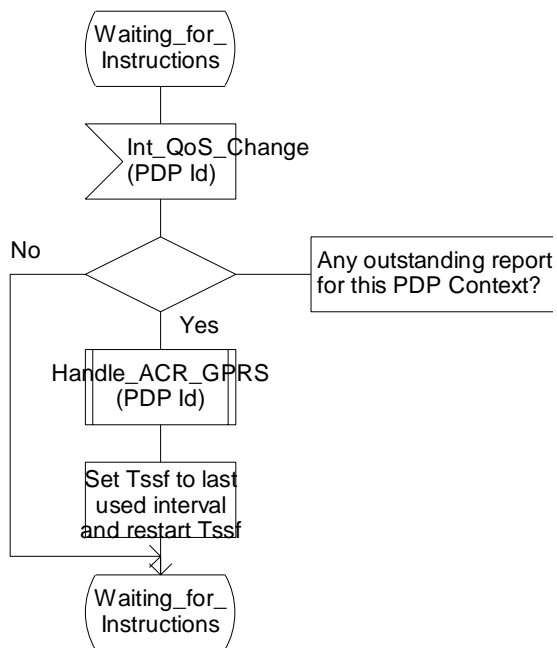 Waiting_for_
Instructions
Int_QoS_Change
(PDP Id)
No
Any outstanding report
for this PDP Context?
Yes
Handle_ACR_GPRS
(PDP Id)
Set Tssf to last
used interval
and restart Tssf
Waiting_for_
Instructions